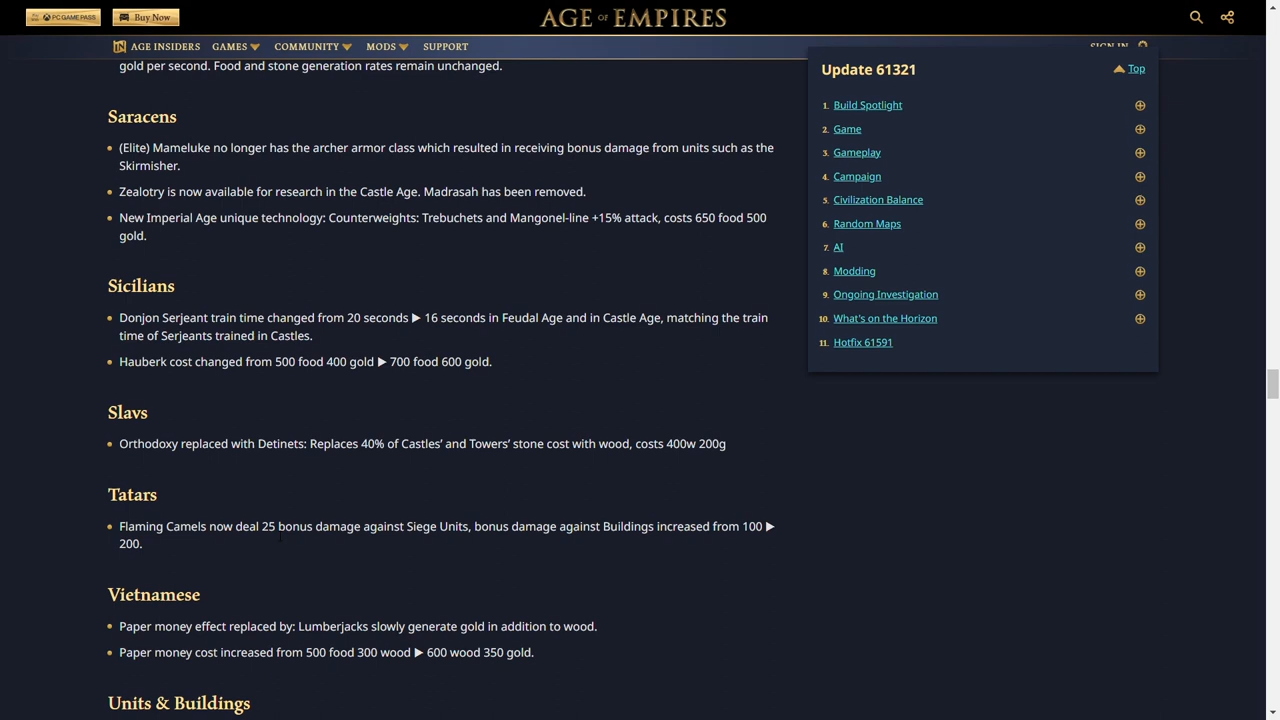 PC GAME PASS
Buy Now
AGE OF EMPIRES
AGE INSIDERS GAMES COMMUNITY MODS SUPPORT
SIGN IN
gold per second. Food and stone generation rates remain unchanged.
Saracens
(Elite) Mameluke no longer has the archer armor class which resulted in receiving bonus damage from units such as the
Skirmisher.
Zealotry is now available for research in the Castle Age. Madrasah has been removed.
New Imperial Age unique technology: Counterweights: Trebuchets and Mangonel-line +15% attack, costs 650 food 500
gold.
Sicilians
Donjon Serjeant train time changed from 20 seconds ▶ 16 seconds in Feudal Age and in Castle Age, matching the train
time of Serjeants trained in Castles.
Hauberk cost changed from 500 food 400 gold ▶ 700 food 600 gold.
Slavs
Orthodoxy replaced with Detinets: Replaces 40% of Castles’ and Towers’ stone cost with wood, costs 400w 200g
Tatars
Flaming Camels now deal 25 bonus damage against Siege Units, bonus damage against Buildings increased from 100 ▶
200.
Vietnamese
Paper money effect replaced by: Lumberjacks slowly generate gold in addition to wood.
Paper money cost increased from 500 food 300 wood ▶ 600 wood 350 gold.
Units & Buildings
Update 61321
Top
1. Build Spotlight
2. Game
3. Gameplay
4. Campaign
5. Civilization Balance
6. Random Maps
7. AI
8. Modding
9. Ongoing Investigation
10. What's on the Horizon
11. Hotfix 61591